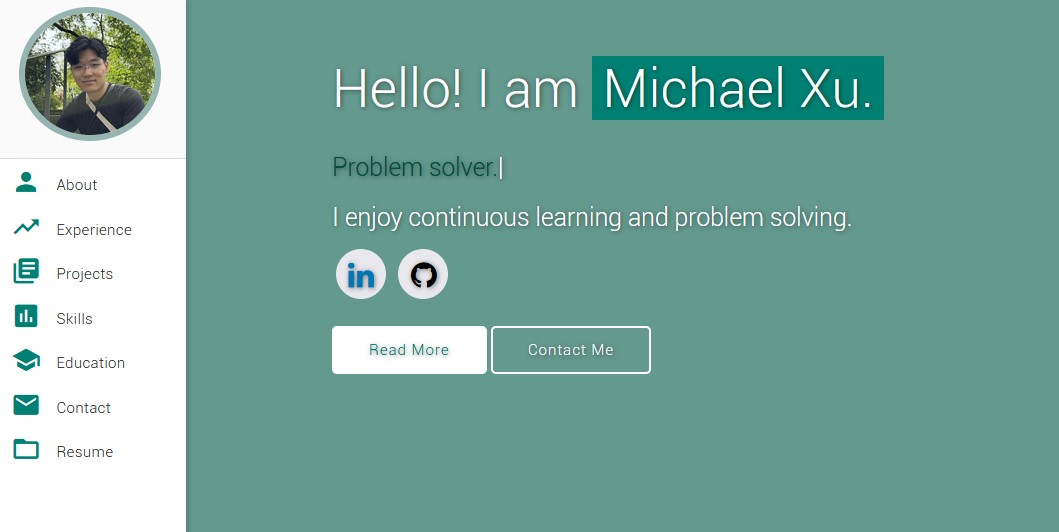 About
Experience
Projects
Skills
Education
Contact
Resume
Hello! I am Michael Xu.
Problem solver.|
I enjoy continuous learning and problem solving.
in
Read More
Contact Me